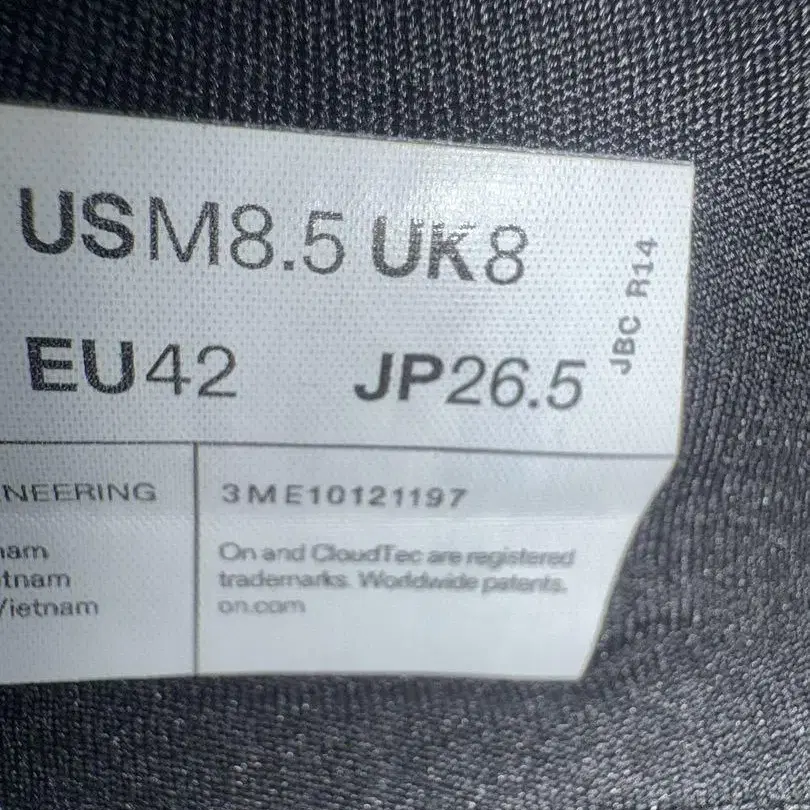 USM8.5 UK8
EU42 JP26.5
JBC R14
NEERING
3ME10121197
nam
tnam
Vietnam
On and CloudTec are registered
trademarks. Worldwide patents.
on.com